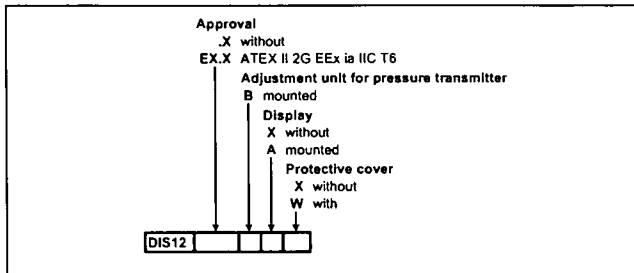 Approval
.X without
EX.X ATEX II 2G EEx ia IIC T6
Adjustment unit for pressure transmitter
B mounted
Display
X without
A mounted
Protective cover
X without
W with
DIS12